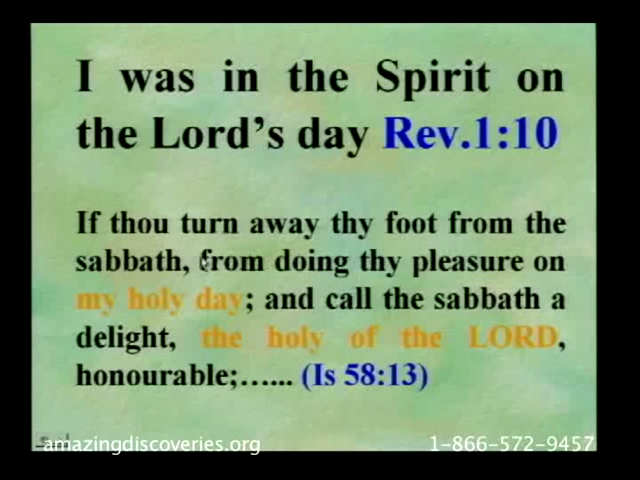 I was in the Spirit on
the Lord's day Rev.1:10
If thou turn away thy foot from the
sabbath, from doing thy pleasure on
my holy day; and call the sabbath a
delight, the holy of the LORD,
honourable;…... (Is 58:13)
amazingdiscoveries.org 1-866-572-9457